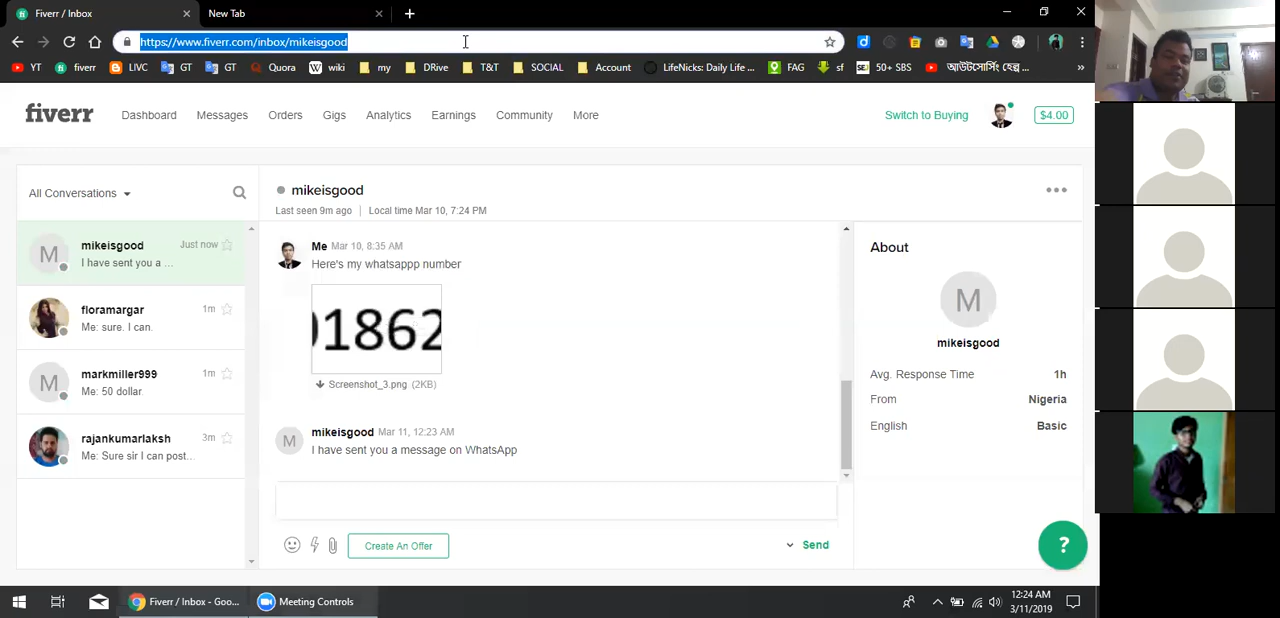 Fiverr / Inbox
New Tab
https://www.fiverr.com/inbox/mikeisgood
YT
fiverr
LIVC
GT
GT
Quora
wiki
my
DRive
T&T
SOCIAL
Account
LifeNicks: Daily Life ...
FAG
sf
50+ SBS
আউটসোর্সিং হেল্প ...
fiverr
Dashboard
Messages
Orders
Gigs
Analytics
Earnings
Community
More
Switch to Buying
$4.00
All Conversations
mikeisgood
Last seen 9m ago | Local time Mar 10, 7:24 PM
M
mikeisgood
Just now
I have sent you a ...
floramargar
1m
Me: sure. I can.
M
markmiller999
1m
Me: 50 dollar.
rajankumarlaksh
3m
Me: Sure sir I can post...
Me Mar 10, 8:35 AM
Here's my whatsappp number
01862
Screenshot_3.png (2KB)
M
mikeisgood Mar 11, 12:23 AM
I have sent you a message on WhatsApp
Create An Offer
Send
About
M
mikeisgood
Avg. Response Time 1h
From Nigeria
English Basic
?
Fiverr / Inbox - Goo...
Meeting Controls
12:24 AM
3/11/2019